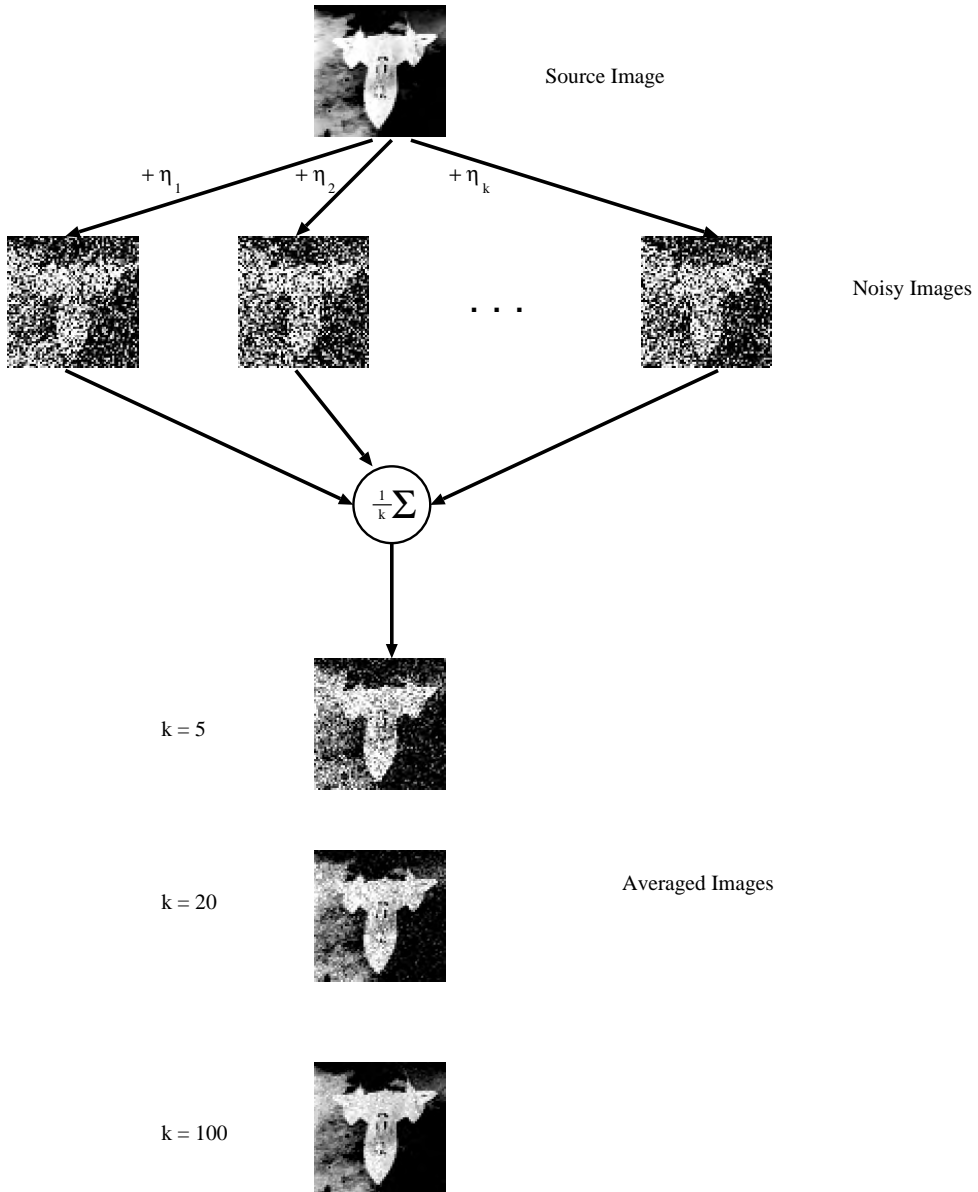 Source Image
+ η1
+ η2
+ ηk
Noisy Images
. . .
1/k Σ
k = 5
k = 20
Averaged Images
k = 100